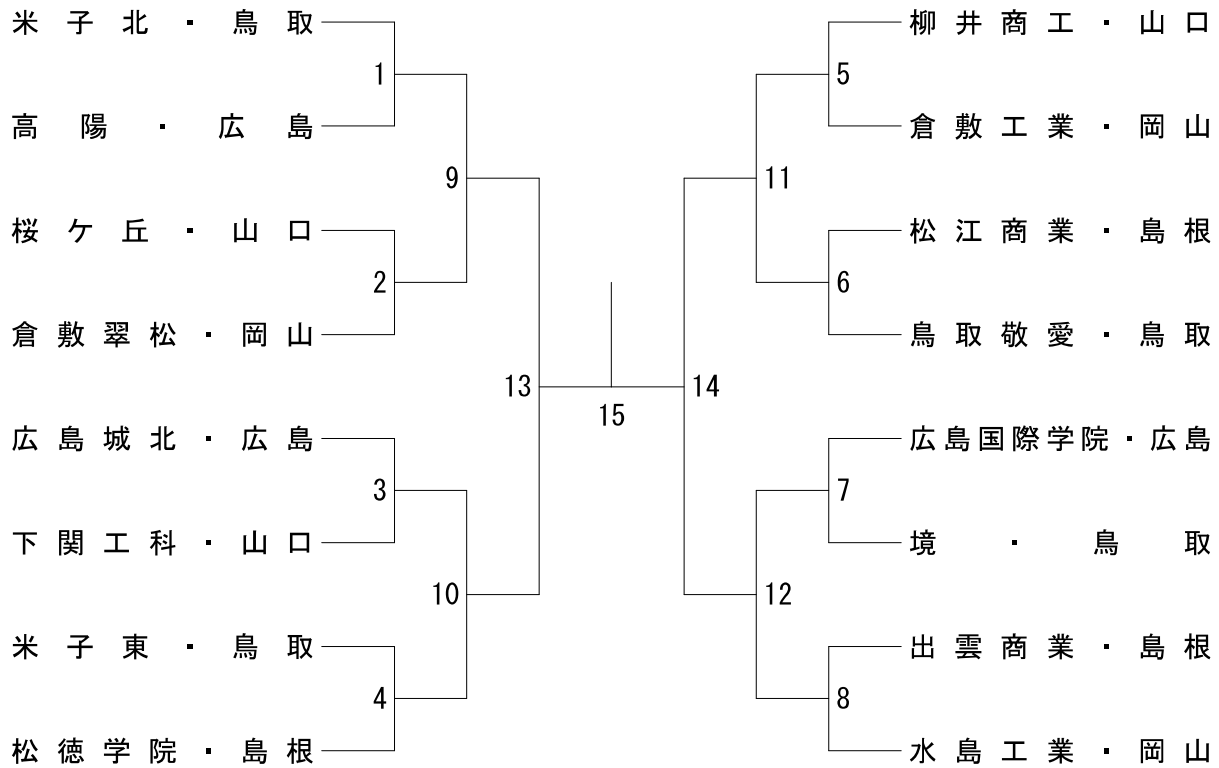 米子北・鳥取
1
高陽・広島
9
桜ケ丘・山口
2
倉敷翠松・岡山
13
広島城北・広島
3
下関工科・山口
10
米子東・鳥取
4
松徳学院・島根
15
柳井商工・山口
5
倉敷工業・岡山
11
松江商業・島根
6
鳥取敬愛・鳥取
14
広島国際学院・広島
7
境・鳥取
12
出雲商業・島根
8
水島工業・岡山